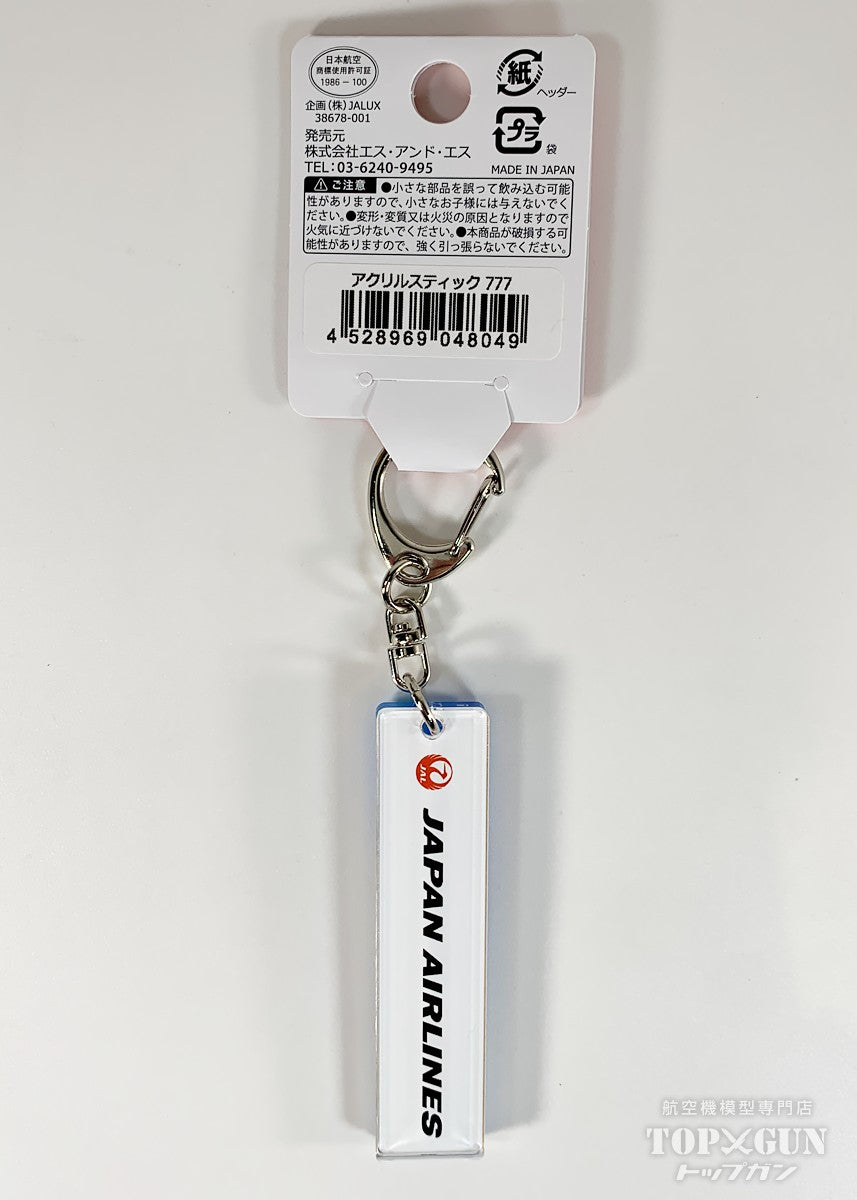 日本航空
商標使用許可証
1986－100
企画（株）JALUX
38678-001
発売元
株式会社エス・アンド・エス
TEL：03-6240-9495
紙
ヘッダー
プラ
袋
MADE IN JAPAN
⚠ご注意 ●小さな部品を誤って飲み込む可能
性がありますので、小さなお子様には与えないでく
ださい。●変形・変質又は火災の原因となりますので
火気に近づけないでください。●本商品が破損する可
能性がありますので、強く引っ張らないでください。
アクリルスティック 777
4 528969 048049
JAL
JAPAN AIRLINES
航空機模型専門店
TOP GUN
トップガン